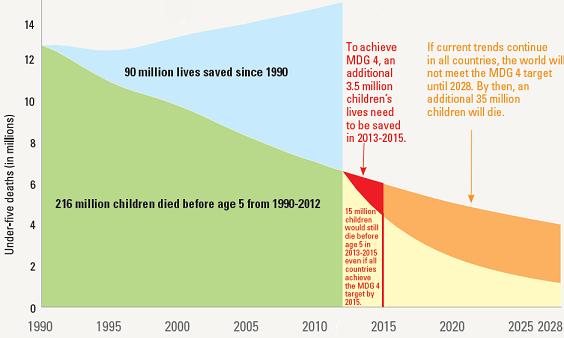 14
12
10
8
6
4
2
0
Under-five deaths (in millions)
90 million lives saved since 1990
216 million children died before age 5 from 1990-2012
To achieve
MDG 4, an
additional
3.5 million
children's
lives need
to be saved
in 2013-2015.
If current trends continue
in all countries, the world will
not meet the MDG 4 target
until 2028. By then, an
additional 35 million
children will die.
15 million
children
would still
die before
age 5 in
2013-2015
even if all
countries
achieve
the MDG 4
target by
2015.
1990 1995 2000 2005 2010 2015 2020 2025 2028